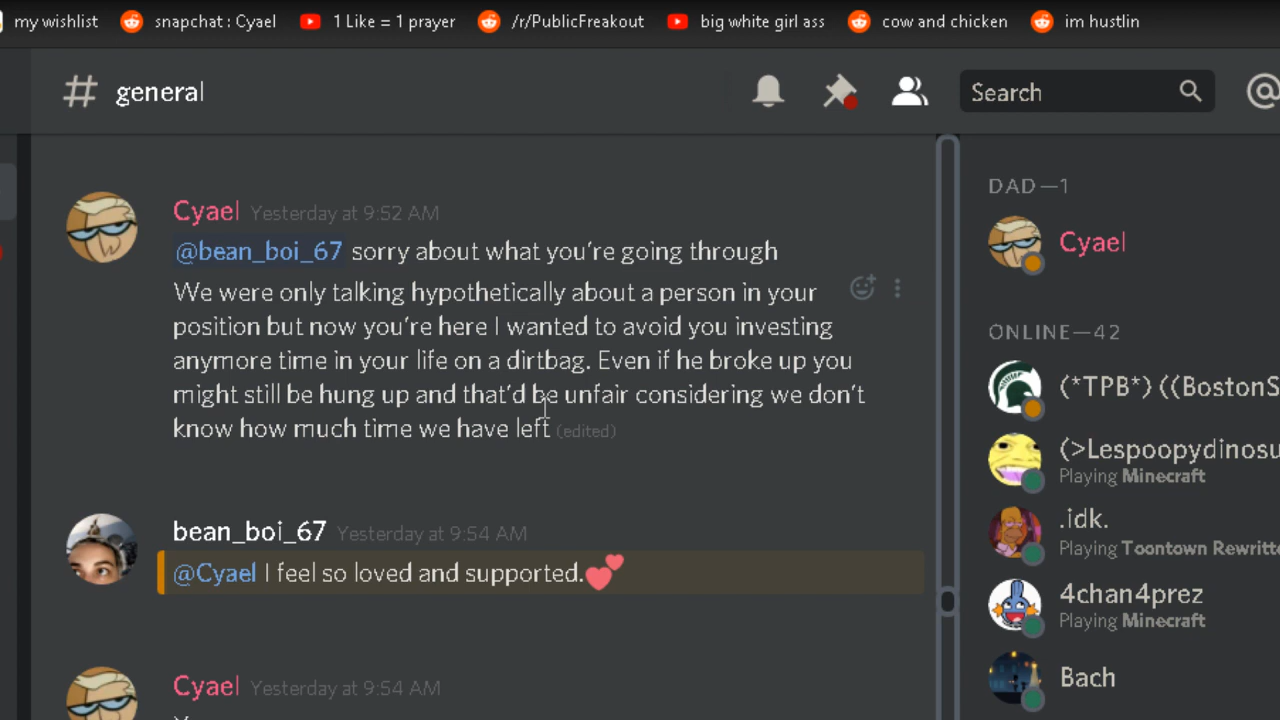 my wishlist snapchat : Cyael 1 Like = 1 prayer /r/PublicFreakout big white girl ass cow and chicken im hustlin
# general
Search
@
Cyael Yesterday at 9:52 AM
@bean_boi_67 sorry about what you're going through
We were only talking hypothetically about a person in your
position but now you're here I wanted to avoid you investing
anymore time in your life on a dirtbag. Even if he broke up you
might still be hung up and that'd be unfair considering we don't
know how much time we have left (edited)
bean_boi_67 Yesterday at 9:54 AM
@Cyael I feel so loved and supported.💕
Cyael Yesterday at 9:54 AM
DAD—1
Cyael
ONLINE—42
(*TPB*) ((BostonS
(>Lespoopydinosu
Playing Minecraft
.idk.
Playing Toontown Rewritte
4chan4prez
Playing Minecraft
Bach